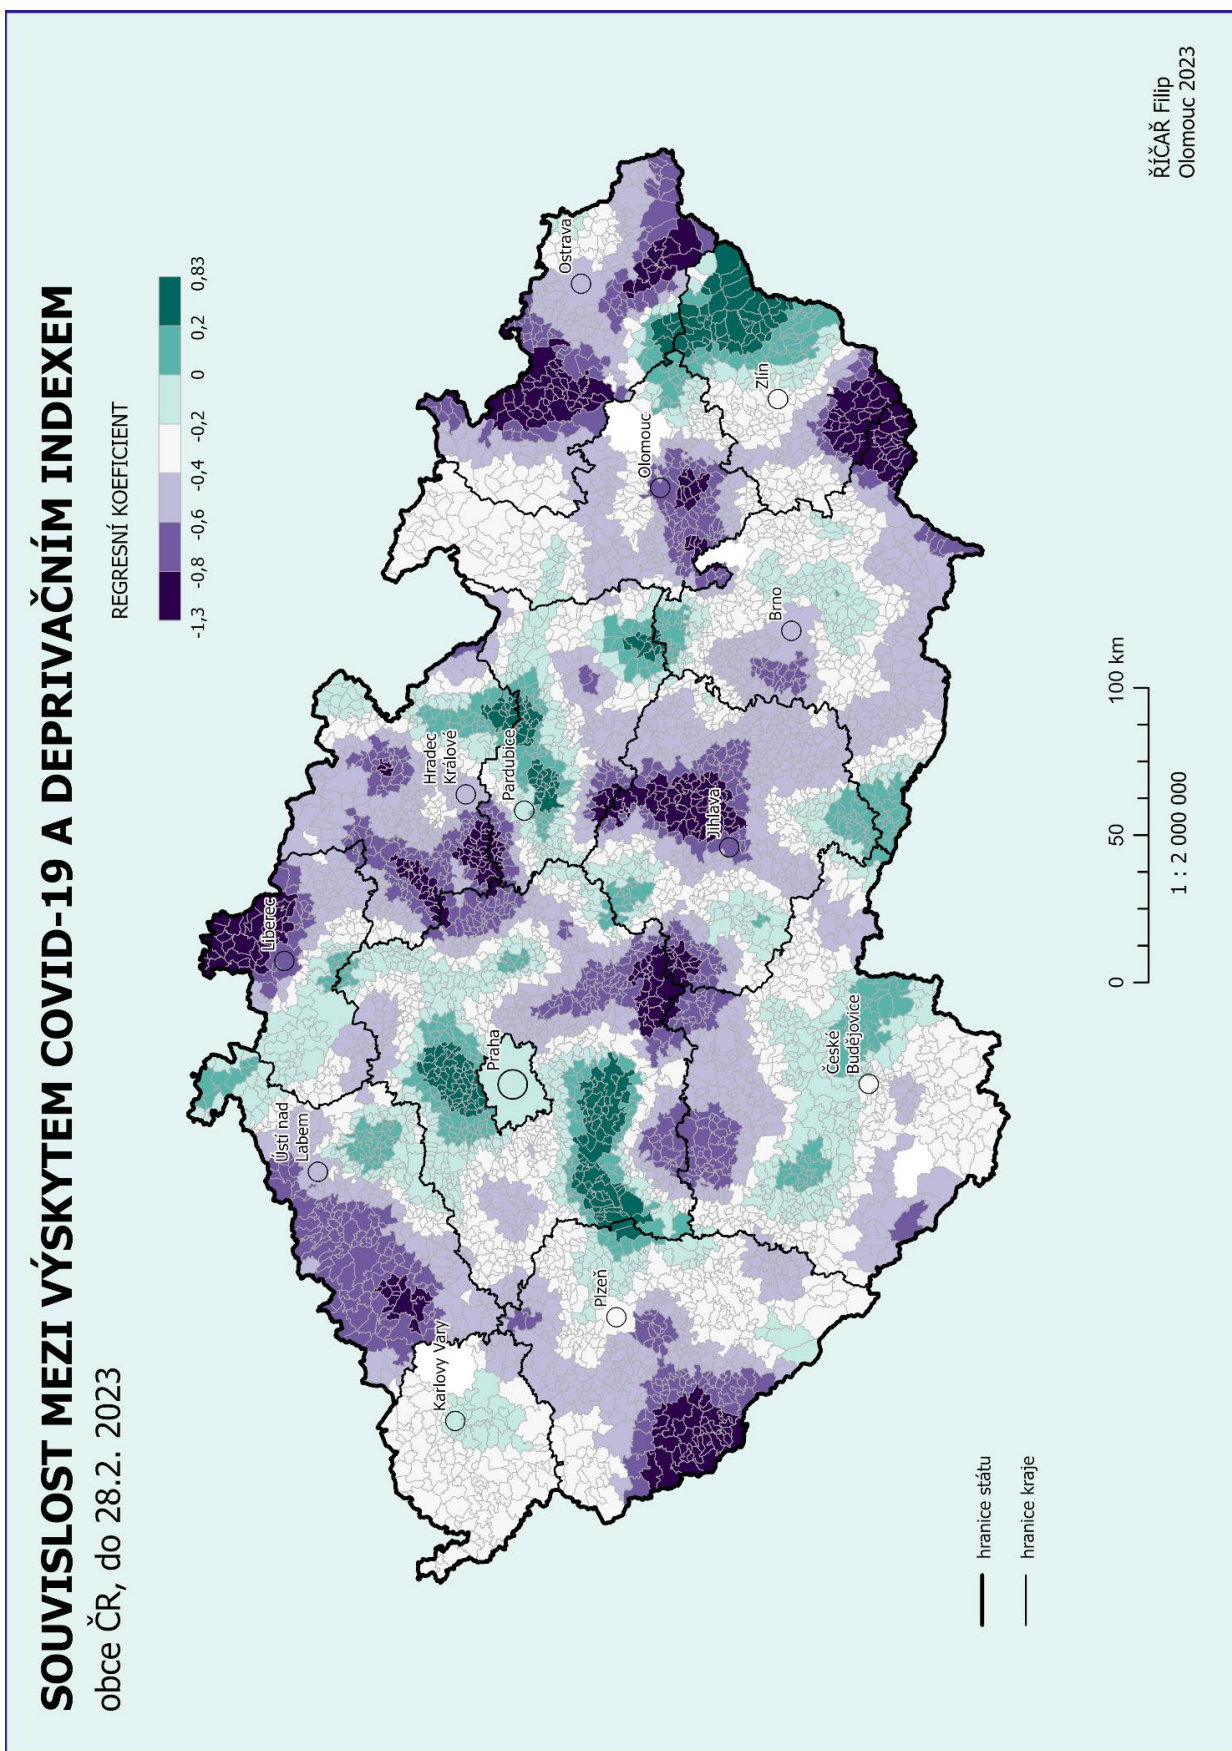 SOUVISLOST MEZI VÝSKYTEM COVID-19 A DEPRIVAČNÍM INDEXEM
obce ČR, do 28.2. 2023
REGRESNÍ KOEFICIENT
-1,3 -0,8 -0,6 -0,4 -0,2 0 0,2 0,83
Liberec
Ústí nad
Labem
Karlovy Vary
Praha
Hradec
Králové
Pardubice
Plzeň
Ostrava
Olomouc
Jihlava
Zlín
Brno
České
Budějovice
hranice státu
hranice kraje
0 50 100 km
1 : 2 000 000
ŘÍČAŘ Filip
Olomouc 2023